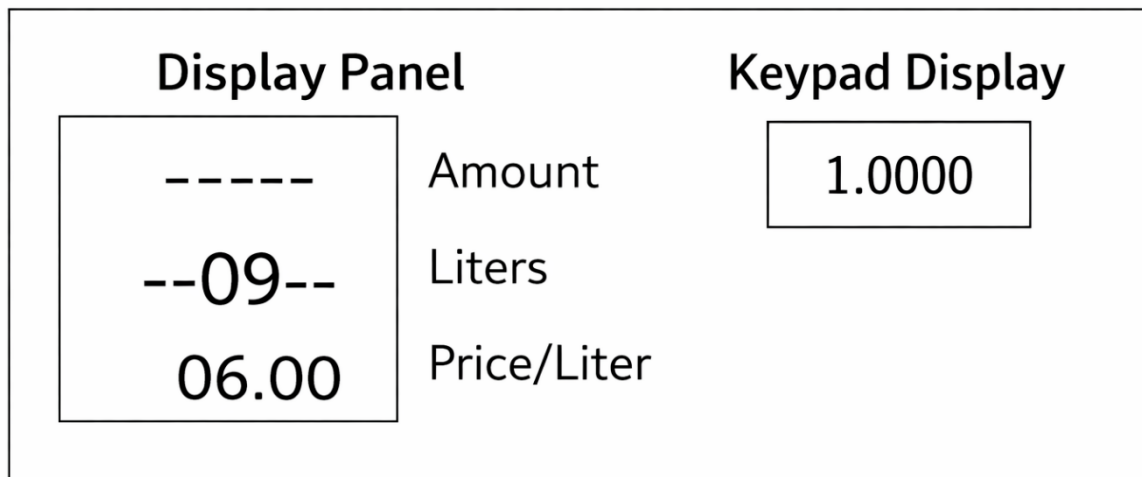 Display Panel
----- Amount
--09-- Liters
06.00 Price/Liter
Keypad Display
1.0000